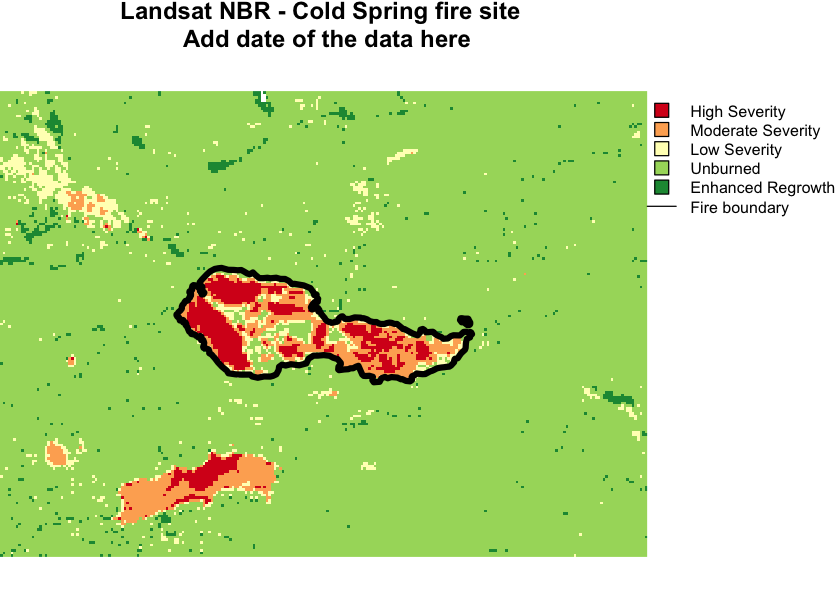 Landsat NBR - Cold Spring fire site
Add date of the data here
High Severity
Moderate Severity
Low Severity
Unburned
Enhanced Regrowth
Fire boundary